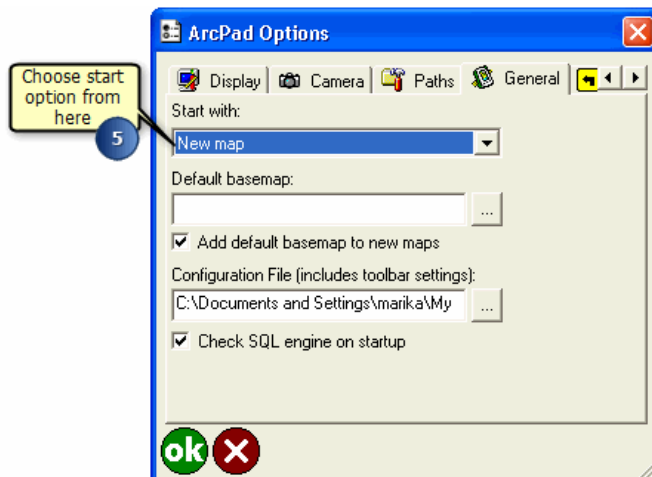 ArcPad Options
Choose start
option from
here
5
Display Camera Paths General
Start with:
New map
Default basemap:
...
Add default basemap to new maps
Configuration File (includes toolbar settings):
C:\Documents and Settings\marika\My
...
Check SQL engine on startup
ok